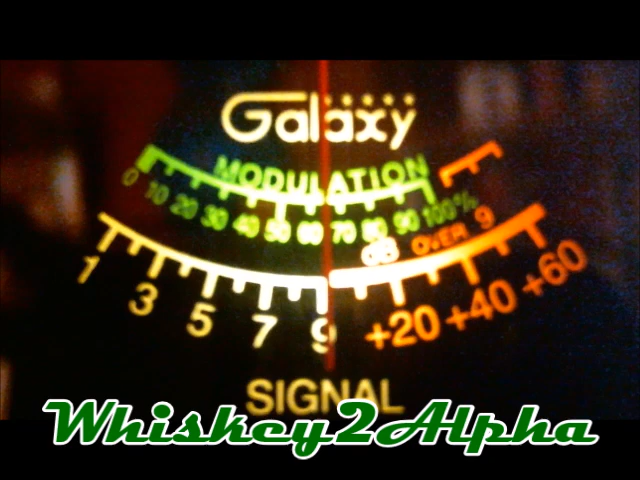 Galaxy
MODULATION
0 10 20 30 40 50 60 70 80 90 100%
dB OVER 9
1 3 5 7 9 +20 +40 +60
SIGNAL
Whiskey2Alpha